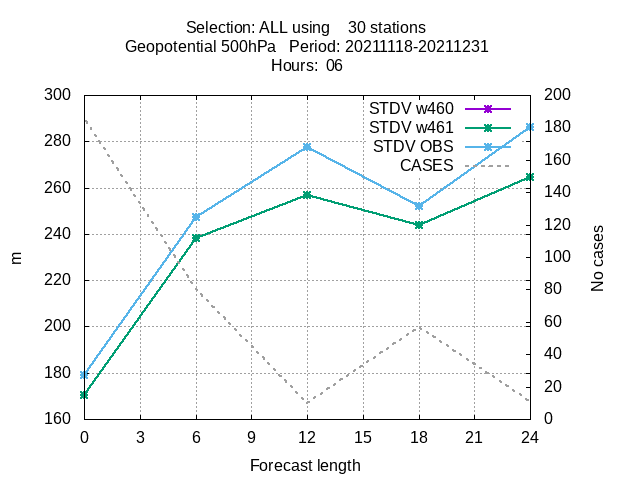 Selection: ALL using    30 stations
Geopotential 500hPa   Period: 20211118-20211231
Hours:  06
300 200
STDV w460
STDV w461
STDV OBS
CASES
280 180
160
260
140
240 120
100
220
80
200
60
180
40
20
160 0
m
No cases
0 3 6 9 12 15 18 21 24
Forecast length